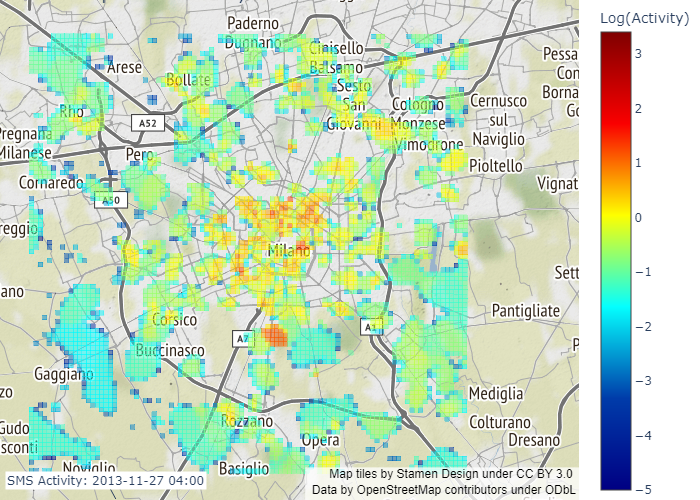 Log(Activity)
3
2
1
0
−1
−2
−3
−4
−5
Paderno
Dugnano
Cinisello
Balsamo
Arese
Bollate
Sesto
San
Giovanni
Cologno
Monzese
Cernusco
sul
Naviglio
Pessa
Con
Borna
Go
Rho
A52
Pregnana
Milanese
Pero
Vimodrone
Pioltello
Cornaredo
A50
Vignat
reggio
Milano
Sett
ano
Pantigliate
Corsico
A7
A1
Buccinasco
P
Gaggiano
zo
Mediglia
Gudo
sconti
Rozzano
Opera
Colturano
Dresano
Noviglio
Basiglio
SMS Activity: 2013-11-27 04:00
Map tiles by Stamen Design under CC BY 3.0
Data by OpenStreetMap contributors under ODbL